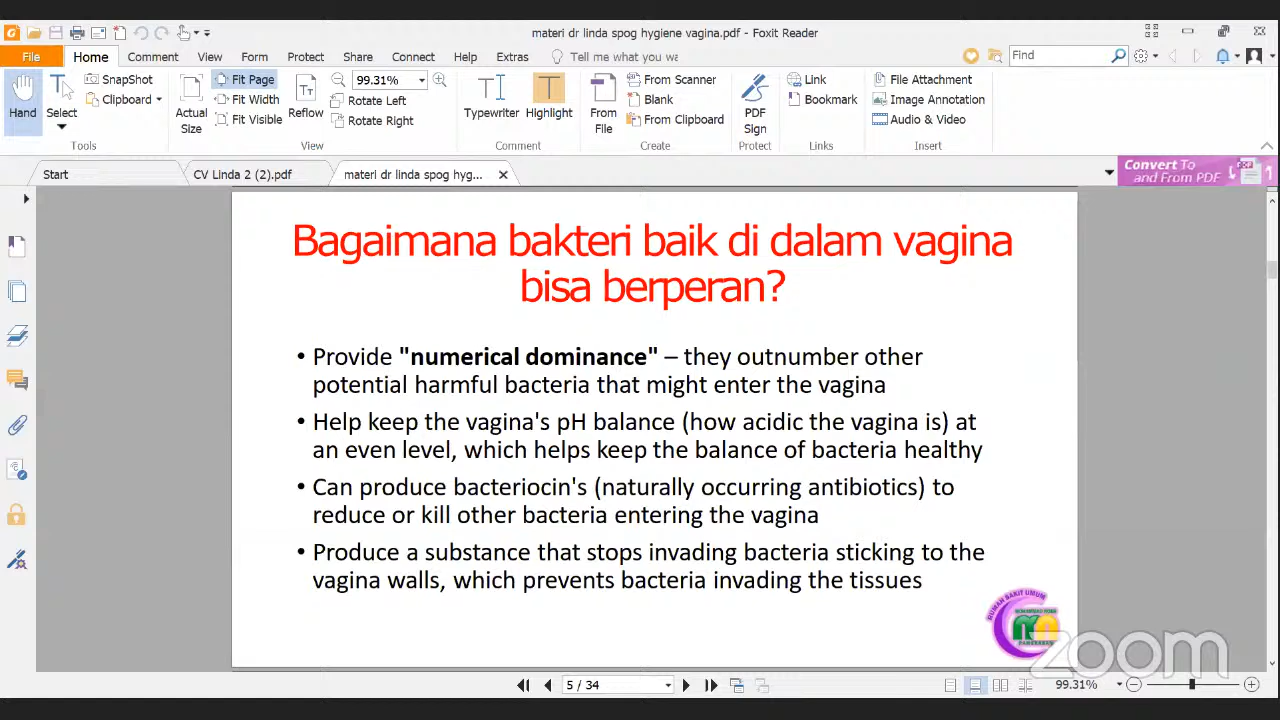 materi dr linda spog hygiene vagina.pdf - Foxit Reader
File Home Comment View Form Protect Share Connect Help Extras Tell me what you wa Find
Hand
Select
SnapShot
Clipboard
Tools
Actual Size
Fit Page
Fit Width
Fit Visible
Reflow
99.31%
Rotate Left
Rotate Right
View
Typewriter
Highlight
Comment
From File
From Scanner
Blank
From Clipboard
Create
PDF Sign
Protect
Link
Bookmark
Links
File Attachment
Image Annotation
Audio & Video
Insert
Start
CV Linda 2 (2).pdf
materi dr linda spog hyg...
Convert To
and From PDF
Bagaimana bakteri baik di dalam vagina
bisa berperan?
• Provide "numerical dominance" – they outnumber other
potential harmful bacteria that might enter the vagina
• Help keep the vagina's pH balance (how acidic the vagina is) at
an even level, which helps keep the balance of bacteria healthy
• Can produce bacteriocin's (naturally occurring antibiotics) to
reduce or kill other bacteria entering the vagina
• Produce a substance that stops invading bacteria sticking to the
vagina walls, which prevents bacteria invading the tissues
zoom
5 / 34
99.31%